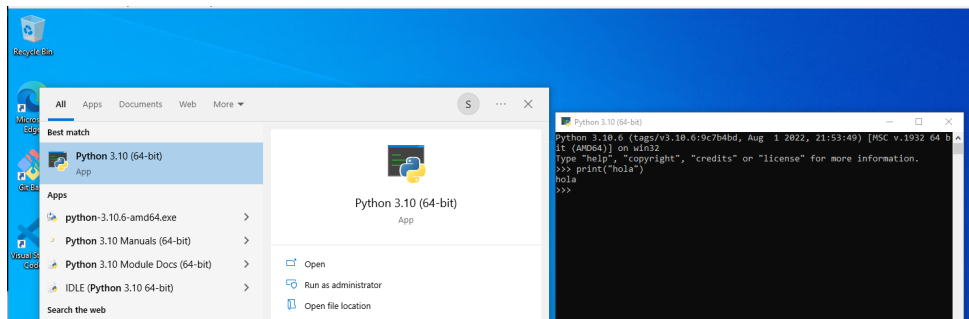 Recycle Bin
Micros
Edge
Git Ba
Visual St
Code
All Apps Documents Web More
S
Best match
Python 3.10 (64-bit)
App
Apps
python-3.10.6-amd64.exe
Python 3.10 Manuals (64-bit)
Python 3.10 Module Docs (64-bit)
IDLE (Python 3.10 64-bit)
Search the web
Python 3.10 (64-bit)
App
Open
Run as administrator
Open file location
Python 3.10 (64-bit)
Python 3.10.6 (tags/v3.10.6:9c7b4bd, Aug 1 2022, 21:53:49) [MSC v.1932 64 b
it (AMD64)] on win32
Type "help", "copyright", "credits" or "license" for more information.
>>> print("hola")
hola
>>>